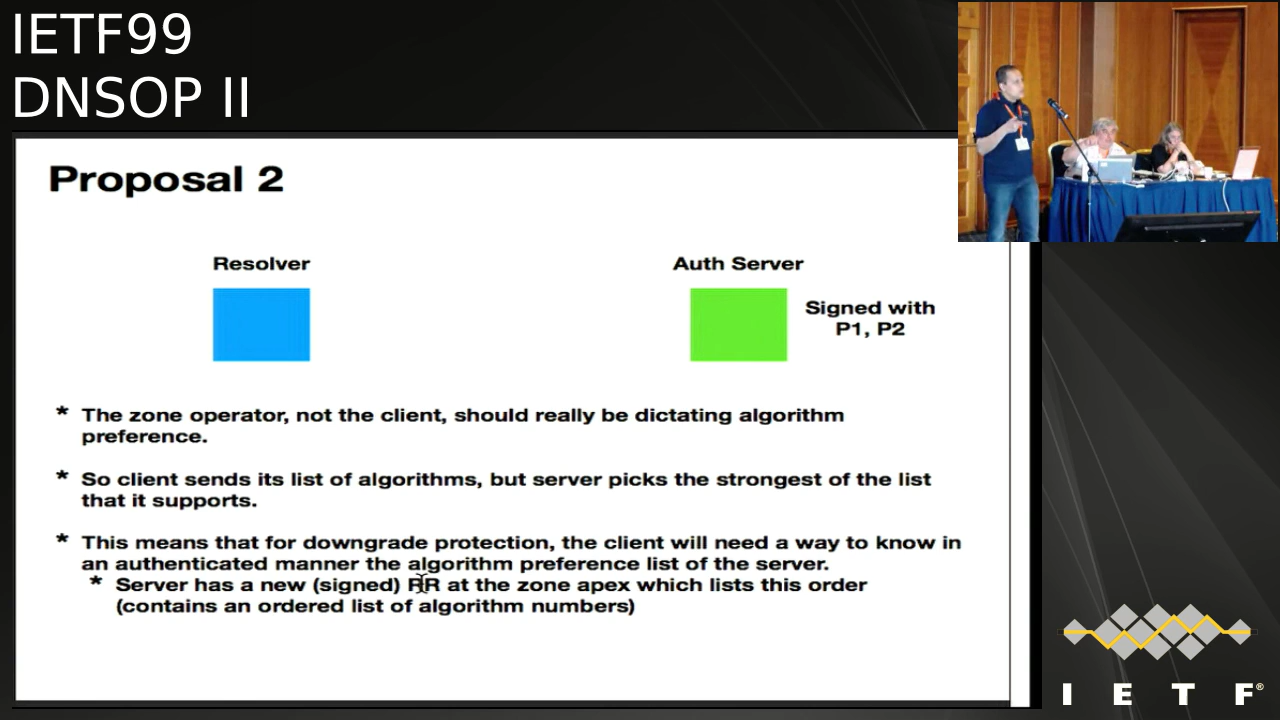 IETF99
DNSOP II
Proposal 2
Resolver
Auth Server
Signed with
P1, P2
* The zone operator, not the client, should really be dictating algorithm
preference.
* So client sends its list of algorithms, but server picks the strongest of the list
that it supports.
* This means that for downgrade protection, the client will need a way to know in
an authenticated manner the algorithm preference list of the server.
* Server has a new (signed) RR at the zone apex which lists this order
(contains an ordered list of algorithm numbers)
I E T F®